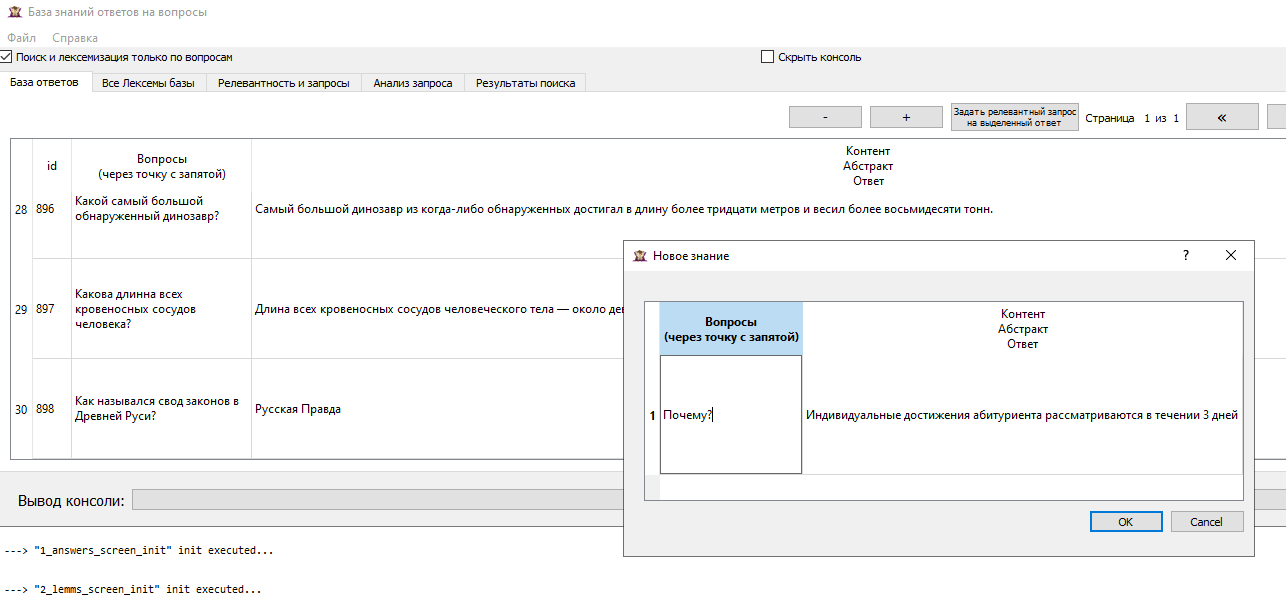 База знаний ответов на вопросы
Файл Справка
Поиск и лексемизация только по вопросам Скрыть консоль
База ответов Все Лексемы базы Релевантность и запросы Анализ запроса Результаты поиска
- + Задать релевантный запрос на выделенный ответ Страница 1 из 1 «
id Вопросы (через точку с запятой) Контент Абстракт Ответ
28 896 Какой самый большой обнаруженный динозавр? Самый большой динозавр из когда-либо обнаруженных достигал в длину более тридцати метров и весил более восьмидесяти тонн.
29 897 Какова длинна всех кровеносных сосудов человека? Длина всех кровеносных сосудов человеческого тела — около
30 898 Как назывался свод законов в Древней Руси? Русская Правда
Новое знание ?
Вопросы
(через точку с запятой)
Контент
Абстракт
Ответ
1 Почему? Индивидуальные достижения абитуриента рассматриваются в течении 3 дней
OK Cancel
Вывод консоли:
---> "1_answers_screen_init" init executed...
---> "2_lemms_screen_init" init executed...